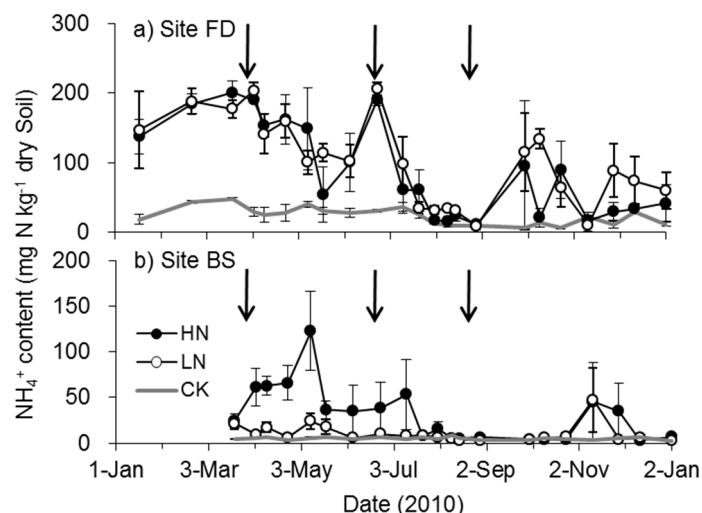 NH₄⁺ content (mg N kg⁻¹ dry Soil)
300
200
100
0
a) Site FD
200
150
100
50
0
b) Site BS
HN
LN
CK
1-Jan 3-Mar 3-May 3-Jul 2-Sep 2-Nov 2-Jan
Date (2010)